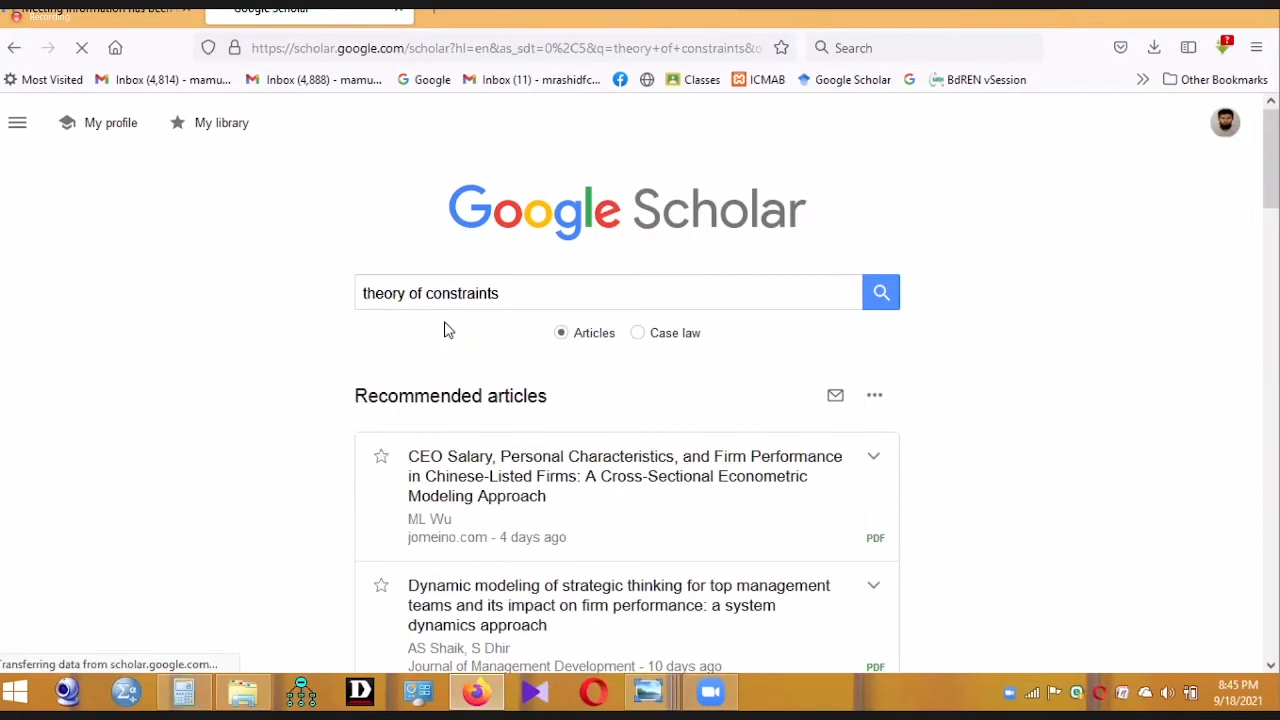 Meeting information has been
Google Scholar
Recording
https://scholar.google.com/scholar?hl=en&as_sdt=0%2C5&q=theory+of+constraints&o
Search
Most Visited
Inbox (4,814) - mamu...
Inbox (4,888) - mamu...
Google
Inbox (11) - mrashidfc...
Classes
ICMAB
Google Scholar
BdREN vSession
Other Bookmarks
My profile
My library
Google Scholar
theory of constraints
Articles
Case law
Recommended articles
CEO Salary, Personal Characteristics, and Firm Performance
in Chinese-Listed Firms: A Cross-Sectional Econometric
Modeling Approach
ML Wu
jomeino.com - 4 days ago
PDF
Dynamic modeling of strategic thinking for top management
teams and its impact on firm performance: a system
dynamics approach
AS Shaik, S Dhir
Journal of Management Development - 10 days ago
PDF
Transferring data from scholar.google.com...
8:45 PM
9/18/2021